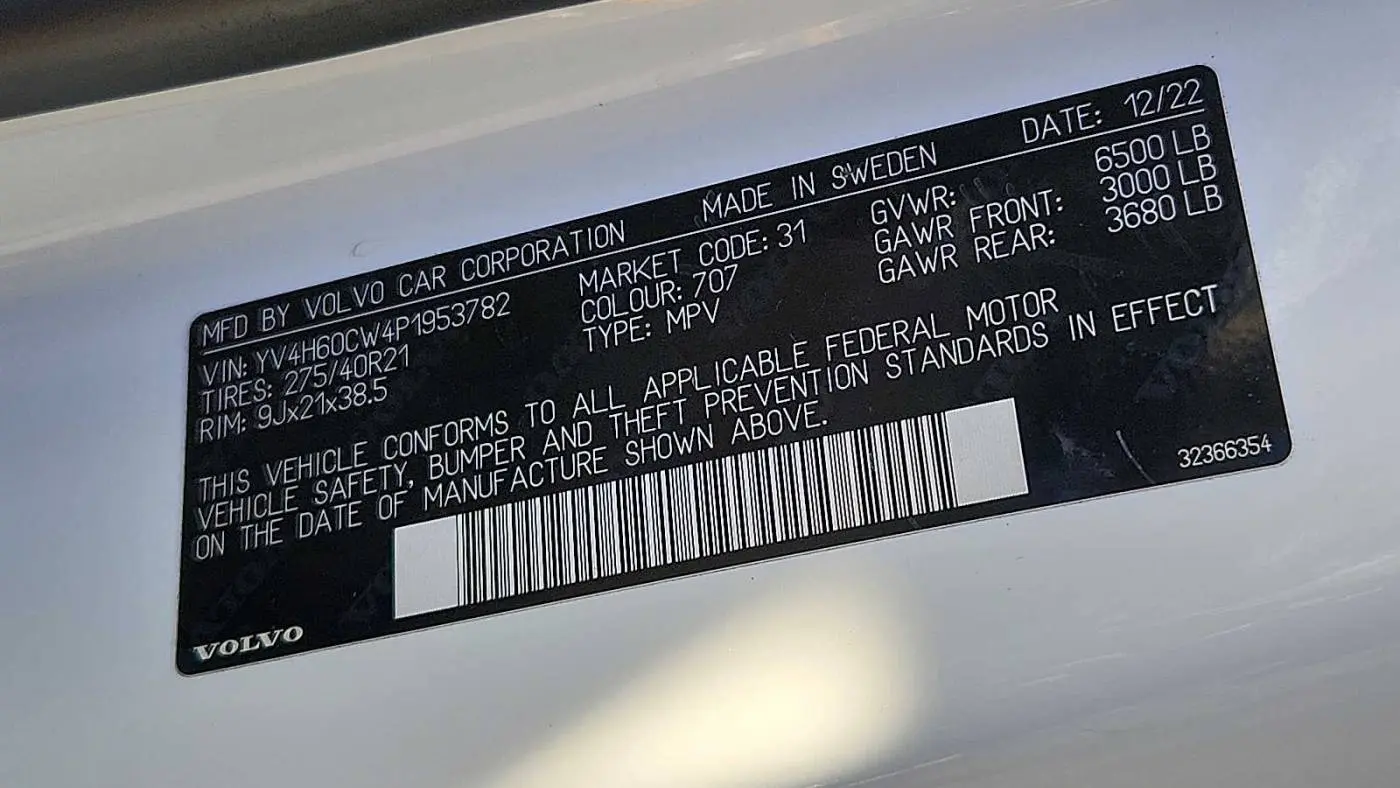 MFD BY VOLVO CAR CORPORATION MADE IN SWEDEN DATE: 12/22
VIN: YV4H60CW4P1953782 MARKET CODE: 31 GVWR: 6500 LB
TIRES: 275/40R21 COLOUR: 707 GAWR FRONT: 3000 LB
RIM: 9Jx21x38.5 TYPE: MPV GAWR REAR: 3680 LB
THIS VEHICLE CONFORMS TO ALL APPLICABLE FEDERAL MOTOR
VEHICLE SAFETY, BUMPER AND THEFT PREVENTION STANDARDS IN EFFECT
ON THE DATE OF MANUFACTURE SHOWN ABOVE.
32366354
VOLVO